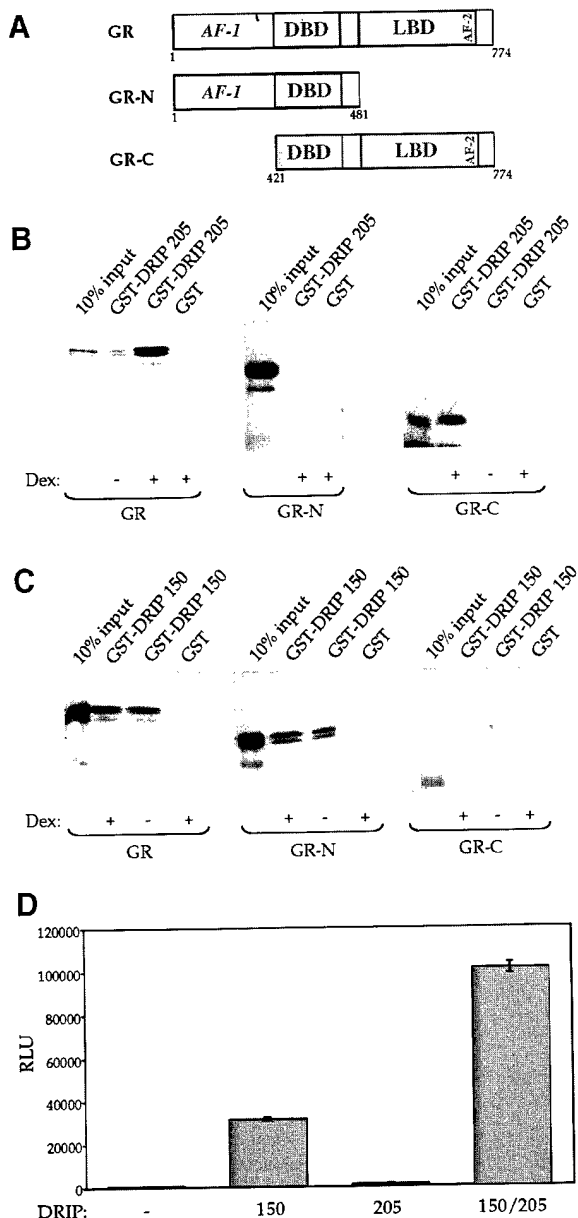 A
GR AF-1 DBD LBD AF-2
1 774
GR-N AF-1 DBD
1 481
GR-C DBD LBD AF-2
421 774
B
10% input GST-DRIP 205 GST-DRIP 205 GST
10% input GST-DRIP 205 GST
10% input GST-DRIP 205 GST-DRIP 205 GST
Dex: - + + + + + - +
GR GR-N GR-C
C
10% input GST-DRIP 150 GST-DRIP 150 GST
10% input GST-DRIP 150 GST-DRIP 150 GST
10% input GST-DRIP 150 GST-DRIP 150 GST
Dex: + - + + - + + - +
GR GR-N GR-C
D
120000
100000
80000
60000
40000
20000
0
RLU
DRIP: - 150 205 150/205